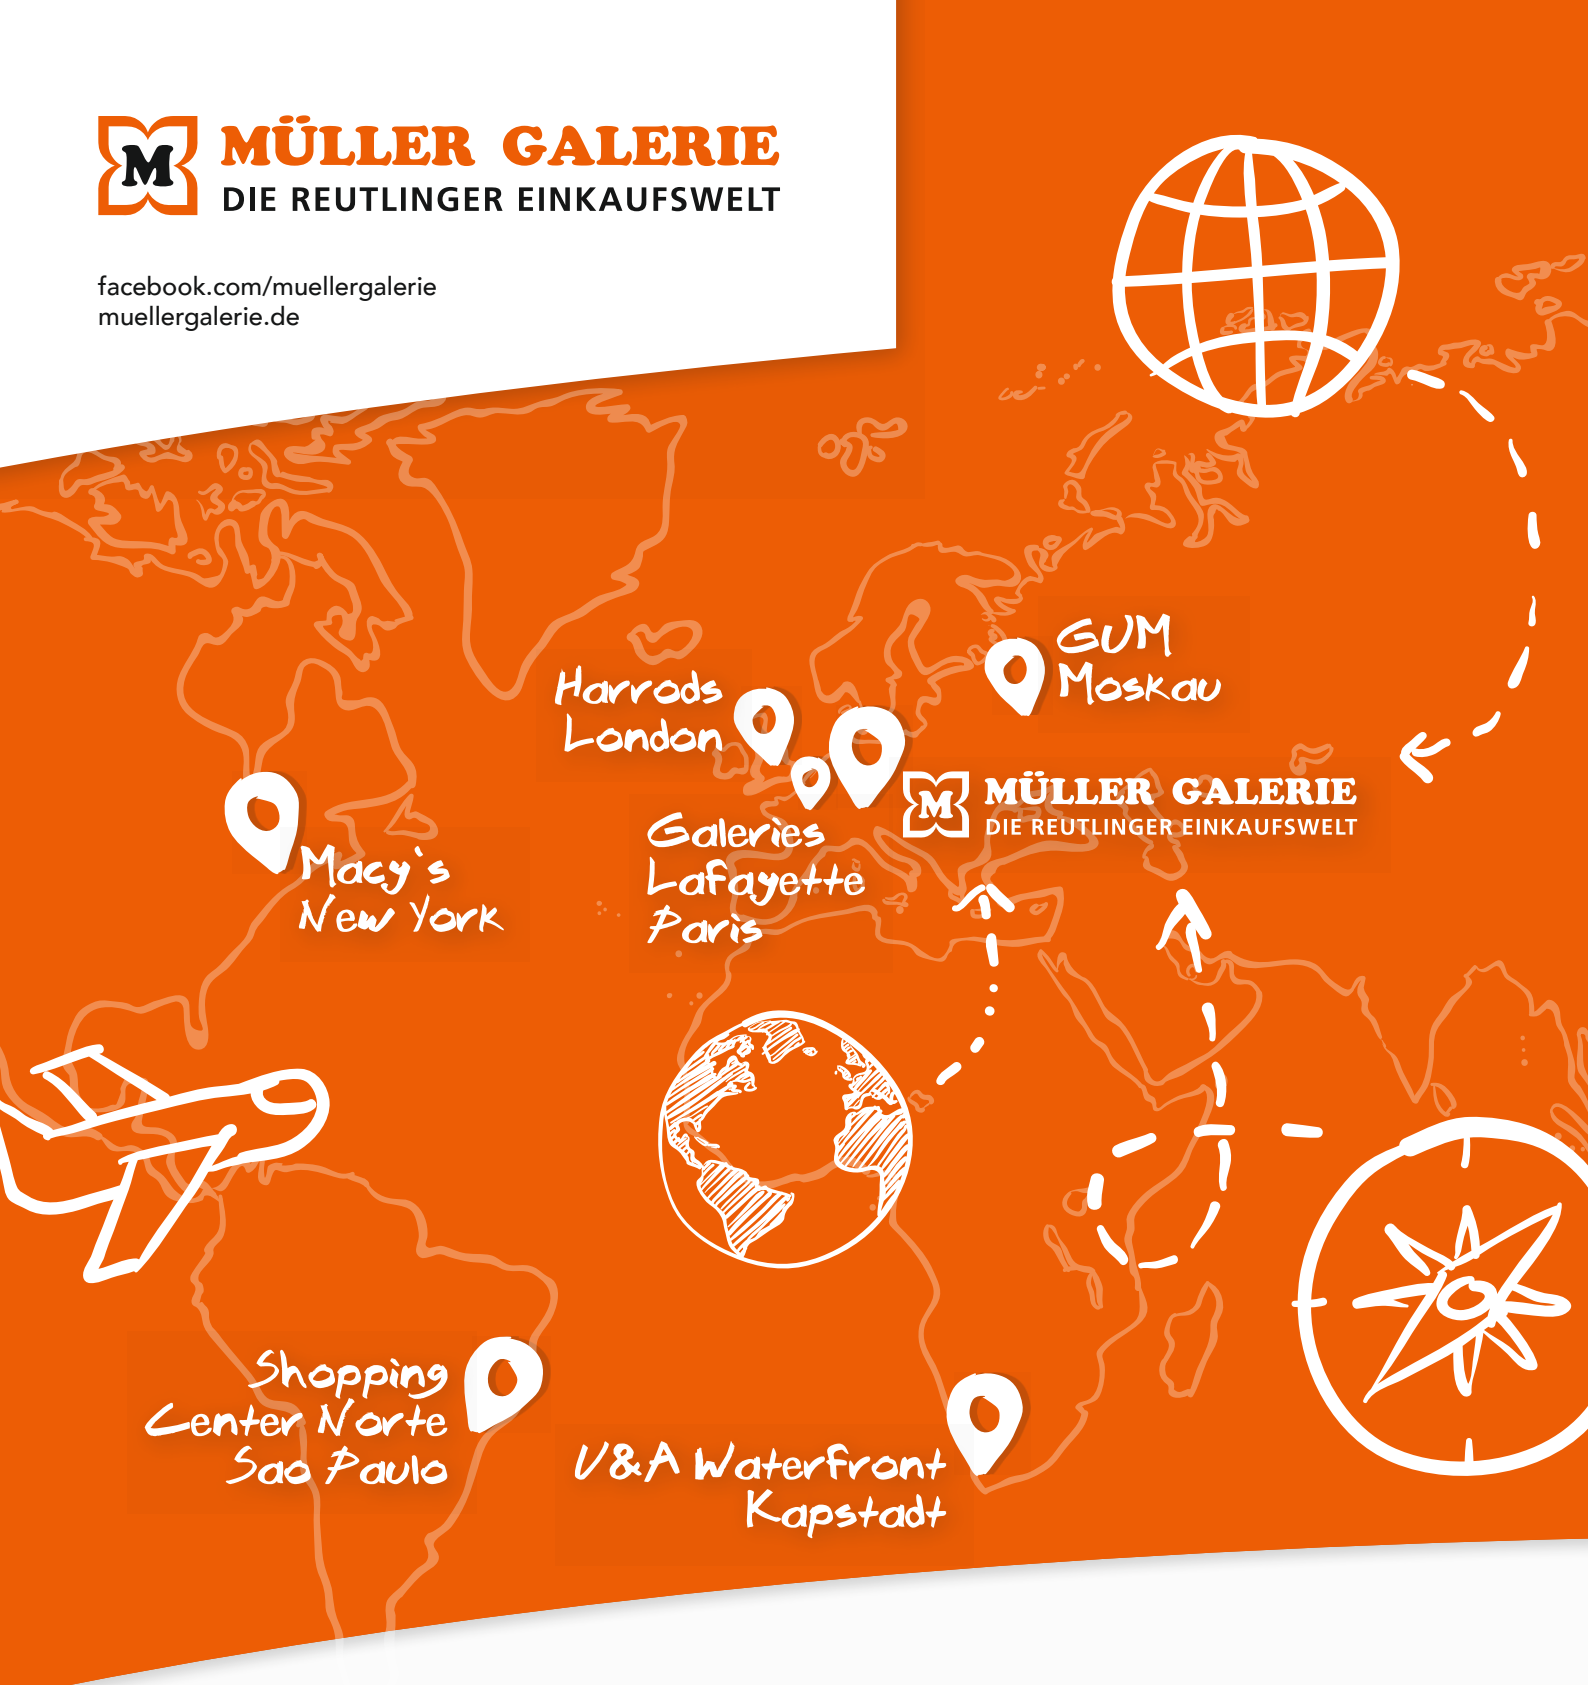 M
MÜLLER GALERIE
DIE REUTLINGER EINKAUFSWELT
facebook.com/muellergalerie
muellergalerie.de
GUM
Moskau
Harrods
London
M
MÜLLER GALERIE
DIE REUTLINGER EINKAUFSWELT
Galeries
Lafayette
Paris
Macy's
New York
Shopping
Center Norte
Sao Paulo
V&A Waterfront
Kapstadt